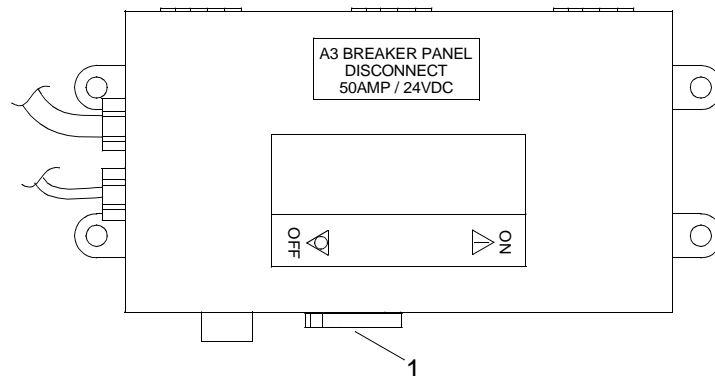 A3 BREAKER PANEL
DISCONNECT
50AMP / 24VDC
OFF
ON
1